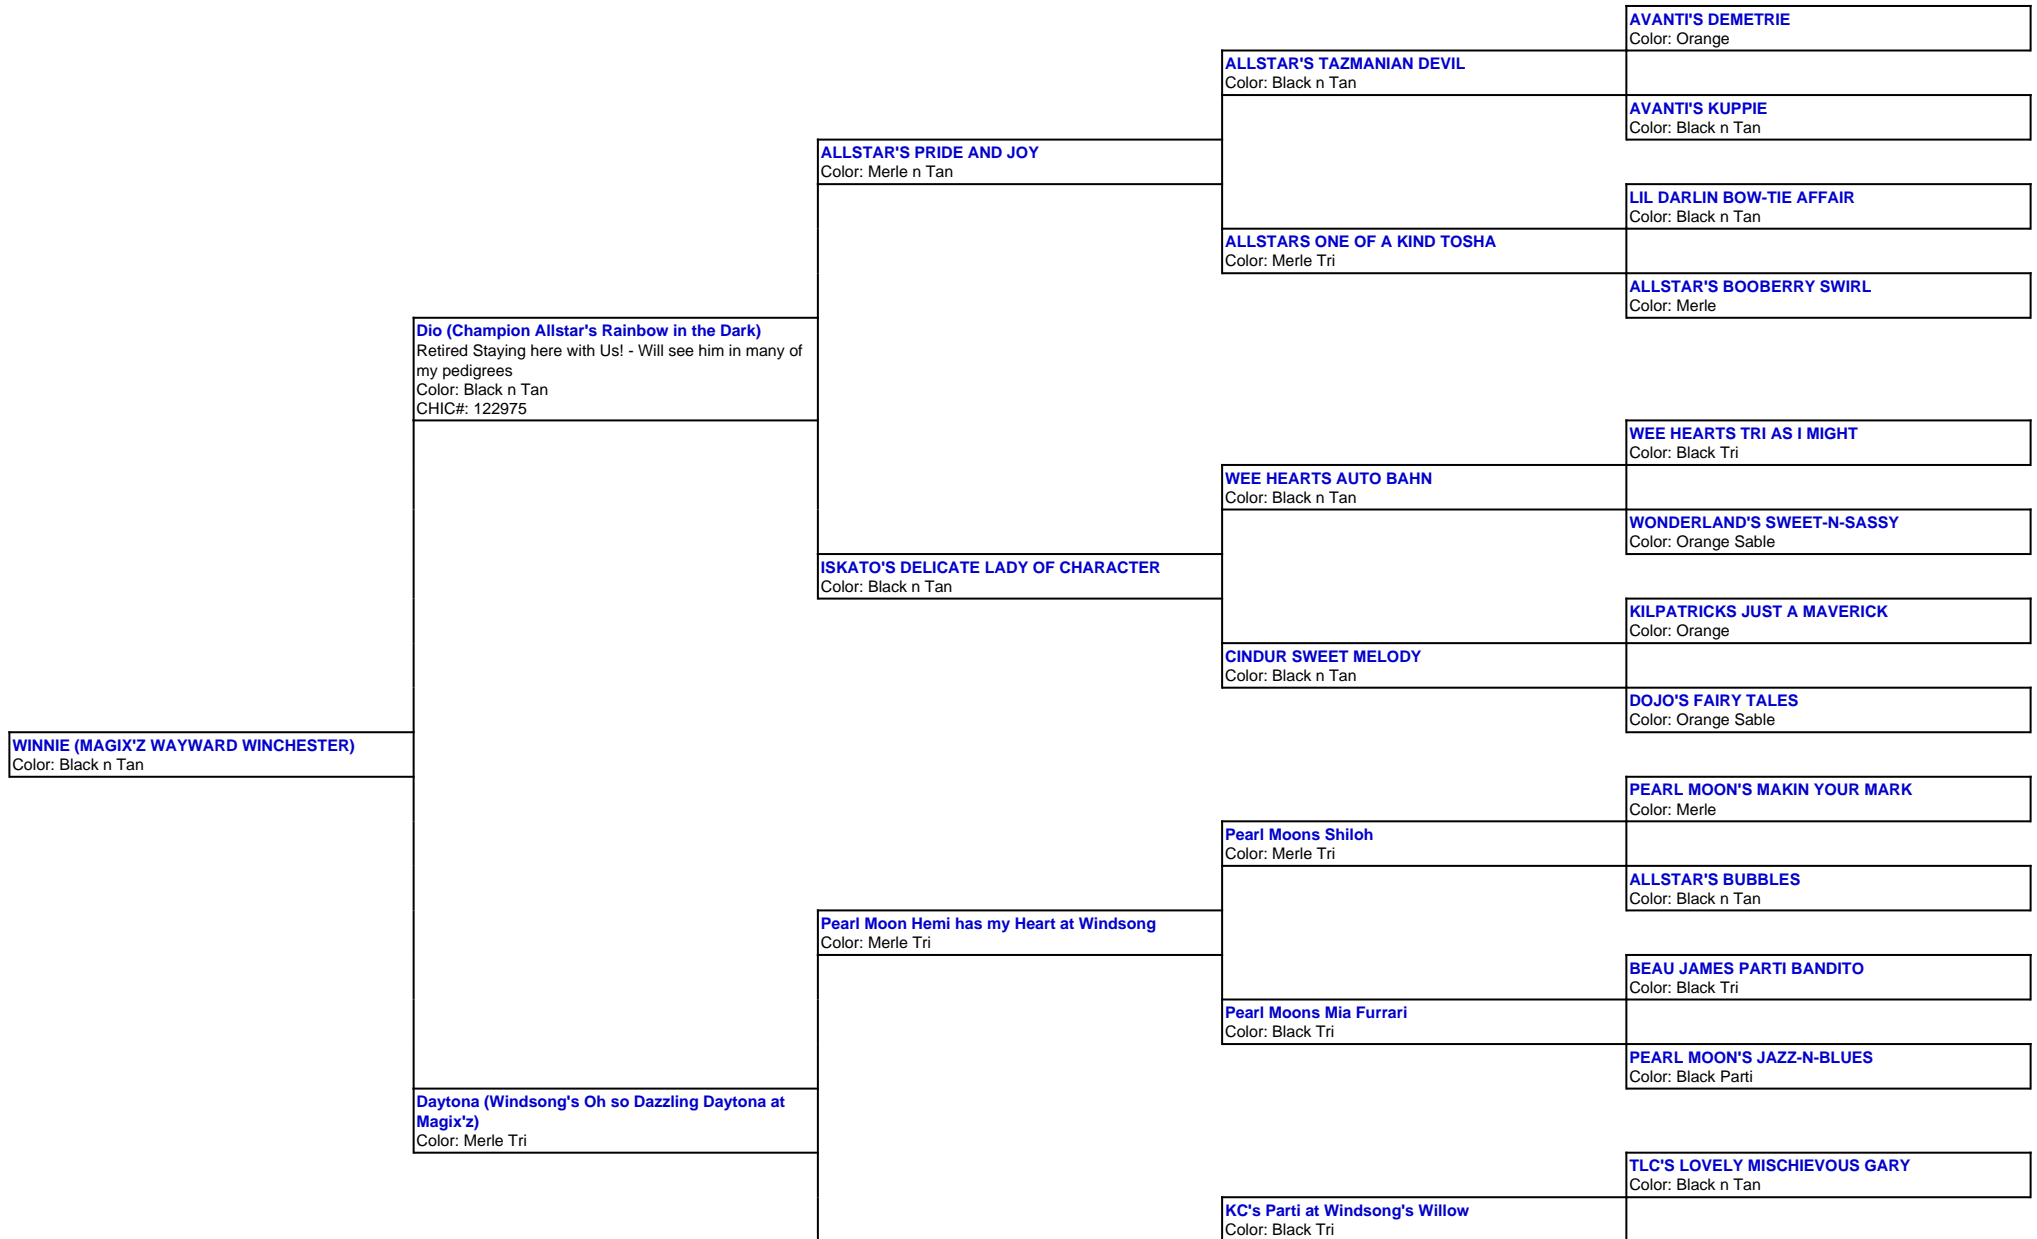 AVANTI'S DEMETRIE
Color: Orange
ALLSTAR'S TAZMANIAN DEVIL
Color: Black n Tan
AVANTI'S KUPPIE
Color: Black n Tan
ALLSTAR'S PRIDE AND JOY
Color: Merle n Tan
LIL DARLIN BOW-TIE AFFAIR
Color: Black n Tan
ALLSTARS ONE OF A KIND TOSHA
Color: Merle Tri
ALLSTAR'S BOOBERRY SWIRL
Color: Merle
Dio (Champion Allstar's Rainbow in the Dark)
Retired Staying here with Us! - Will see him in many of
my pedigrees
Color: Black n Tan
CHIC#: 122975
WEE HEARTS TRI AS I MIGHT
Color: Black Tri
WEE HEARTS AUTO BAHN
Color: Black n Tan
WONDERLAND'S SWEET-N-SASSY
Color: Orange Sable
ISKATO'S DELICATE LADY OF CHARACTER
Color: Black n Tan
KILPATRICKS JUST A MAVERICK
Color: Orange
CINDUR SWEET MELODY
Color: Black n Tan
DOJO'S FAIRY TALES
Color: Orange Sable
WINNIE (MAGIX'Z WAYWARD WINCHESTER)
Color: Black n Tan
PEARL MOON'S MAKIN YOUR MARK
Color: Merle
Pearl Moons Shiloh
Color: Merle Tri
ALLSTAR'S BUBBLES
Color: Black n Tan
Pearl Moon Hemi has my Heart at Windsong
Color: Merle Tri
BEAU JAMES PARTI BANDITO
Color: Black Tri
Pearl Moons Mia Furrari
Color: Black Tri
PEARL MOON'S JAZZ-N-BLUES
Color: Black Parti
Daytona (Windsong's Oh so Dazzling Daytona at
Magix'z)
Color: Merle Tri
TLC'S LOVELY MISCHIEVOUS GARY
Color: Black n Tan
KC's Parti at Windsong's Willow
Color: Black Tri